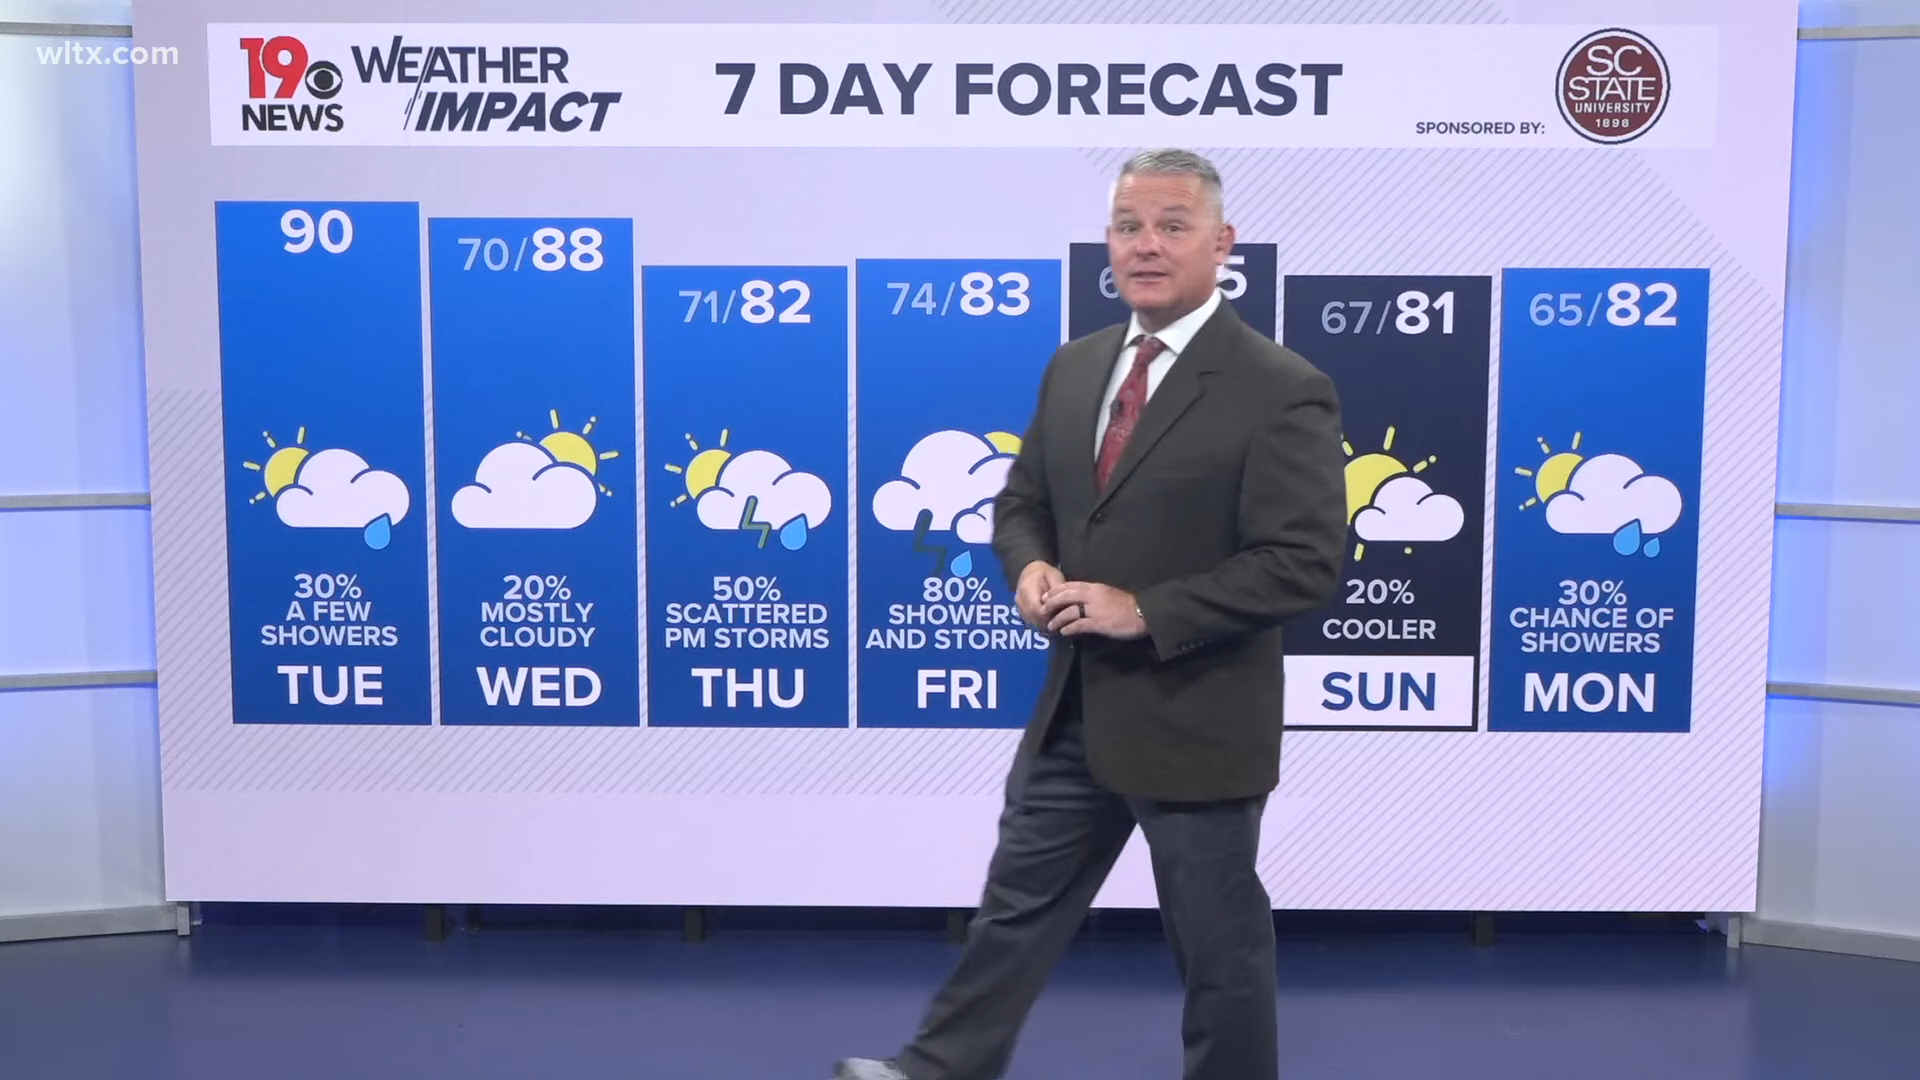 wltx.com
19
NEWS
WEATHER
IMPACT
7 DAY FORECAST
SPONSORED BY:
SC
STATE
UNIVERSITY
1896
90
30%
A FEW
SHOWERS
TUE
70/88
20%
MOSTLY
CLOUDY
WED
71/82
50%
SCATTERED
PM STORMS
THU
74/83
80%
SHOWERS
AND STORMS
FRI
67/81
20%
COOLER
SUN
65/82
30%
CHANCE OF
SHOWERS
MON